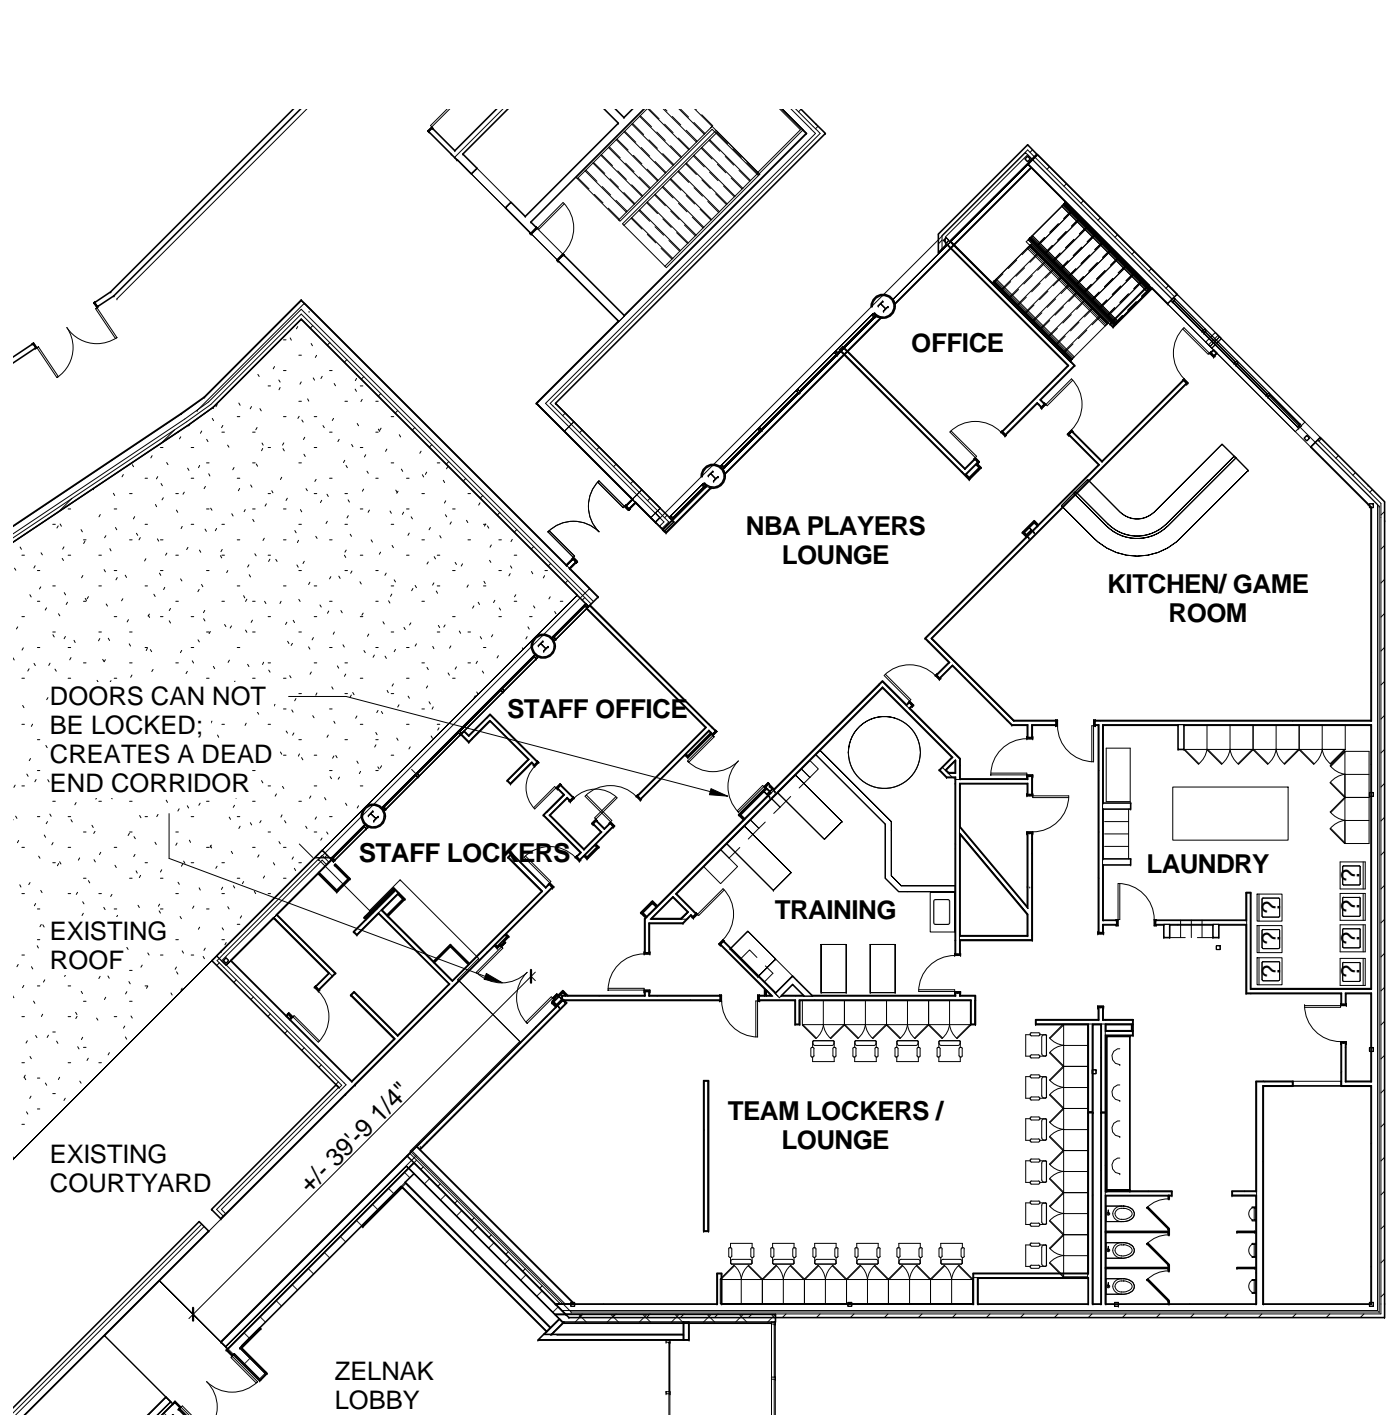 OFFICE
NBA PLAYERS
LOUNGE
KITCHEN/ GAME
ROOM
DOORS CAN NOT
BE LOCKED;
CREATES A DEAD
END CORRIDOR
STAFF OFFICE
STAFF LOCKERS
LAUNDRY
TRAINING
EXISTING
ROOF
?
?
?
?
?
?
?
TEAM LOCKERS /
LOUNGE
+/- 39'-9 1/4"
EXISTING
COURTYARD
ZELNAK
LOBBY